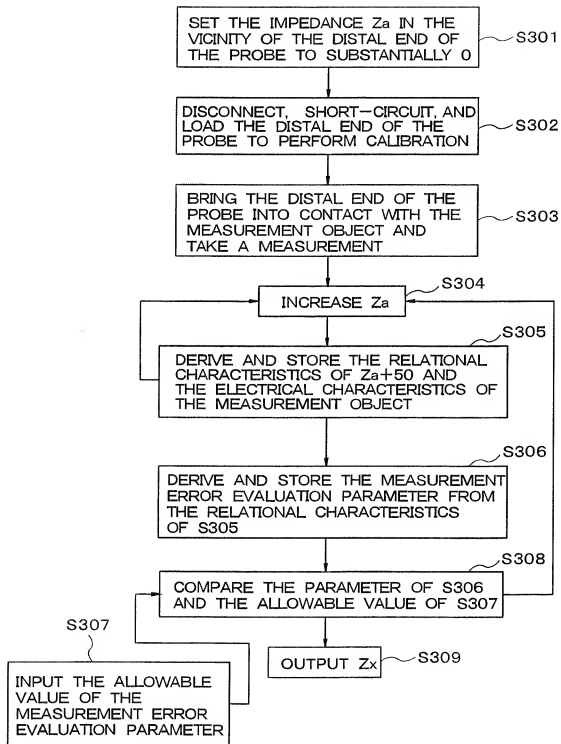 SET THE IMPEDANCE Za IN THE
VICINITY OF THE DISTAL END OF
THE PROBE TO SUBSTANTIALLY 0
S301
DISCONNECT, SHORT-CIRCUIT, AND
LOAD THE DISTAL END OF THE
PROBE TO PERFORM CALIBRATION
S302
BRING THE DISTAL END OF THE
PROBE INTO CONTACT WITH THE
MEASUREMENT OBJECT AND
TAKE A MEASUREMENT
S303
S304
INCREASE Za
S305
DERIVE AND STORE THE RELATIONAL
CHARACTERISTICS OF Za+50 AND
THE ELECTRICAL CHARACTERISTICS OF
THE MEASUREMENT OBJECT
S306
DERIVE AND STORE THE MEASUREMENT
ERROR EVALUATION PARAMETER FROM
THE RELATIONAL CHARACTERISTICS
OF S305
S308
COMPARE THE PARAMETER OF S306
AND THE ALLOWABLE VALUE OF S307
S307
INPUT THE ALLOWABLE
VALUE OF THE
MEASUREMENT ERROR
EVALUATION PARAMETER
OUTPUT Zx
S309